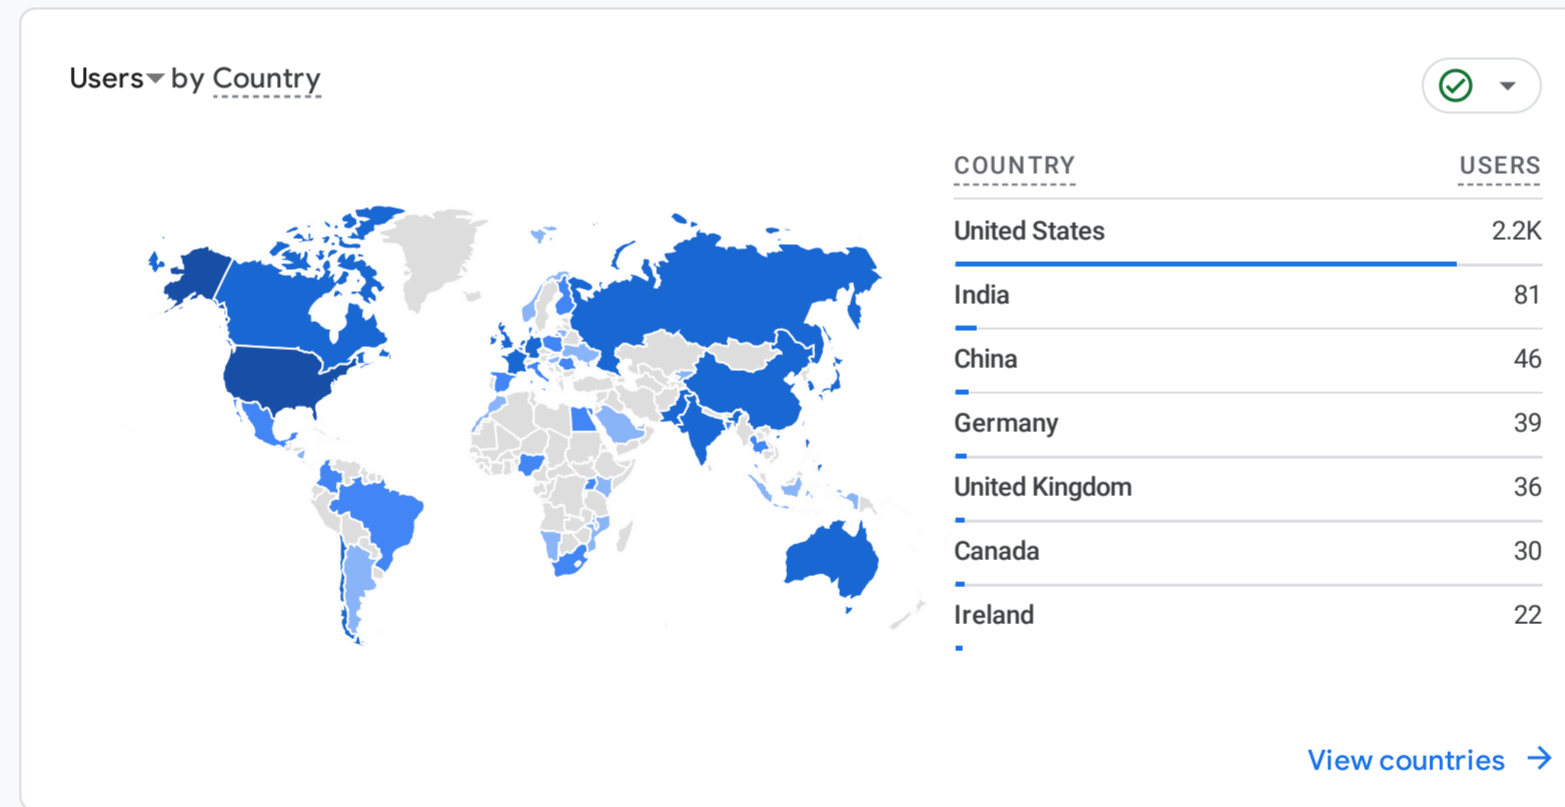 Users by Country
COUNTRY USERS
United States 2.2K
India 81
China 46
Germany 39
United Kingdom 36
Canada 30
Ireland 22
View countries